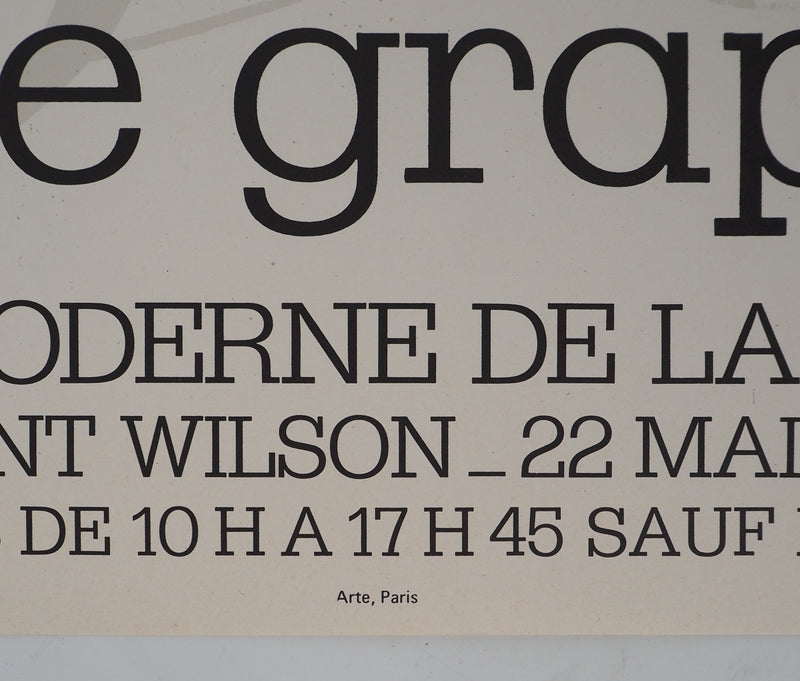 e grap
ODERNE DE LA
NT WILSON _ 22 MAI
DE 10 H A 17 H 45 SAUF
Arte, Paris